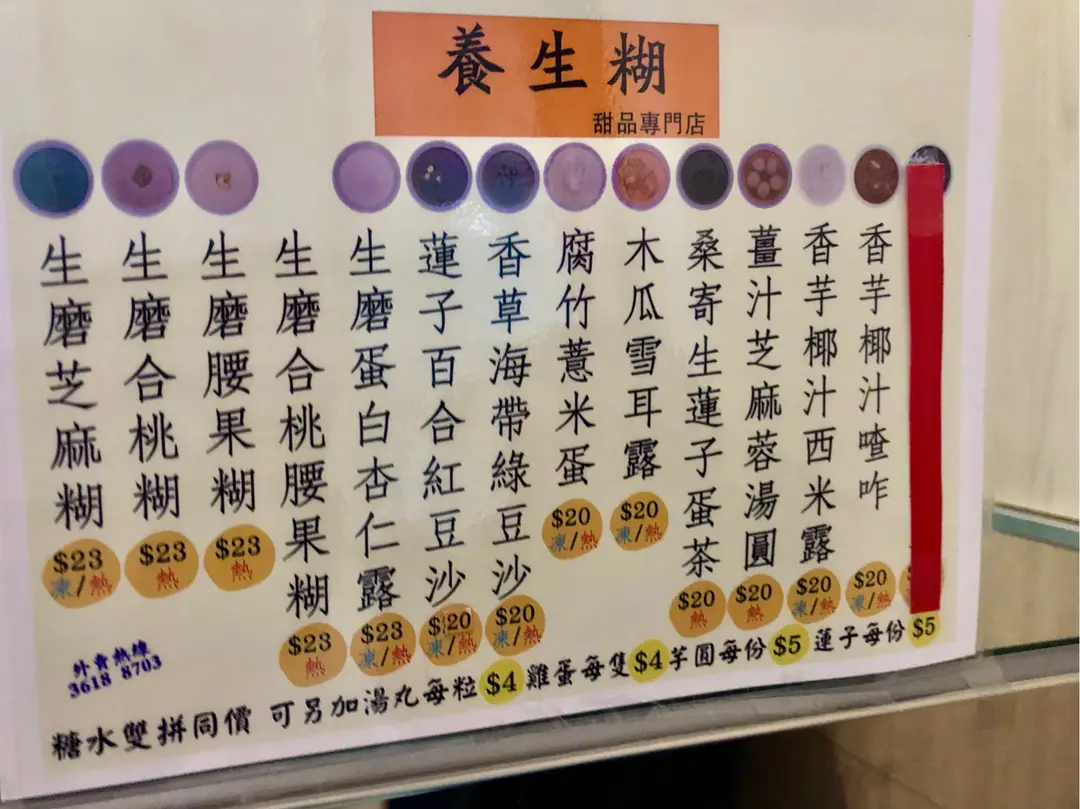 養生糊
甜品專門店
生磨芝麻糊
$23
凍/熱
生磨合桃糊
$23
熱
生磨腰果糊
$23
熱
生磨合桃腰果糊
$23
熱
生磨蛋白杏仁露
$23
凍/熱
蓮子百合紅豆沙
$20
凍/熱
香草海帶綠豆沙
$20
凍/熱
腐竹薏米蛋
$20
凍/熱
木瓜雪耳露
$20
凍/熱
桑寄生蓮子蛋茶
$20
熱
薑汁芝麻蓉湯圓
$20
熱
香芋椰汁西米露
$20
凍/熱
香芋椰汁喳咋
$20
凍/熱
外賣熱線
3618 8703
糖水雙拼同價 可另加湯丸每粒$4 雞蛋每隻$4 芋圓每份$5 蓮子每份$5